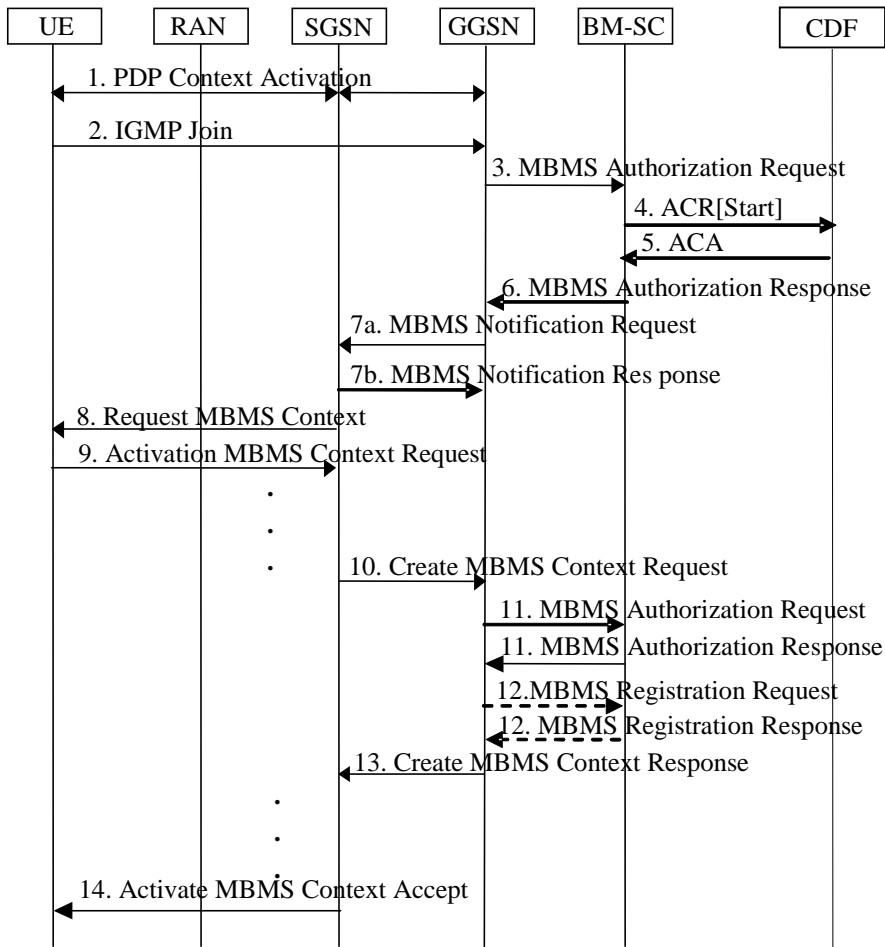 UE RAN SGSN GGSN BM-SC CDF
1. PDP Context Activation
2. IGMP Join
3. MBMS Authorization Request
4. ACR[Start]
5. ACA
6. MBMS Authorization Response
7a. MBMS Notification Request
7b. MBMS Notification Res ponse
8. Request MBMS Context
9. Activation MBMS Context Request
10. Create MBMS Context Request
11. MBMS Authorization Request
11. MBMS Authorization Response
12.MBMS Registration Request
12. MBMS Registration Response
13. Create MBMS Context Response
14. Activate MBMS Context Accept